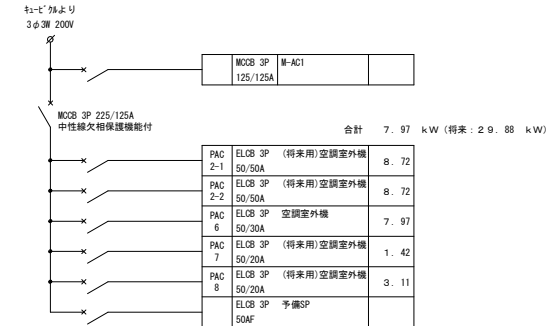 ｷｭｰﾋﾞｸﾙより
3φ3W 200V
MCCB 3P M-AC1
125/125A
MCCB 3P 225/125A
中性線欠相保護機能付
合計 7.97 kW(将来:29.88 kW)
PAC ELCB 3P (将来用)空調室外機
2-1 50/50A 8.72
PAC ELCB 3P (将来用)空調室外機
2-2 50/50A 8.72
PAC ELCB 3P 空調室外機
6 50/30A 7.97
PAC ELCB 3P (将来用)空調室外機
7 50/20A 1.42
PAC ELCB 3P (将来用)空調室外機
8 50/20A 3.11
ELCB 3P 予備SP
50AF